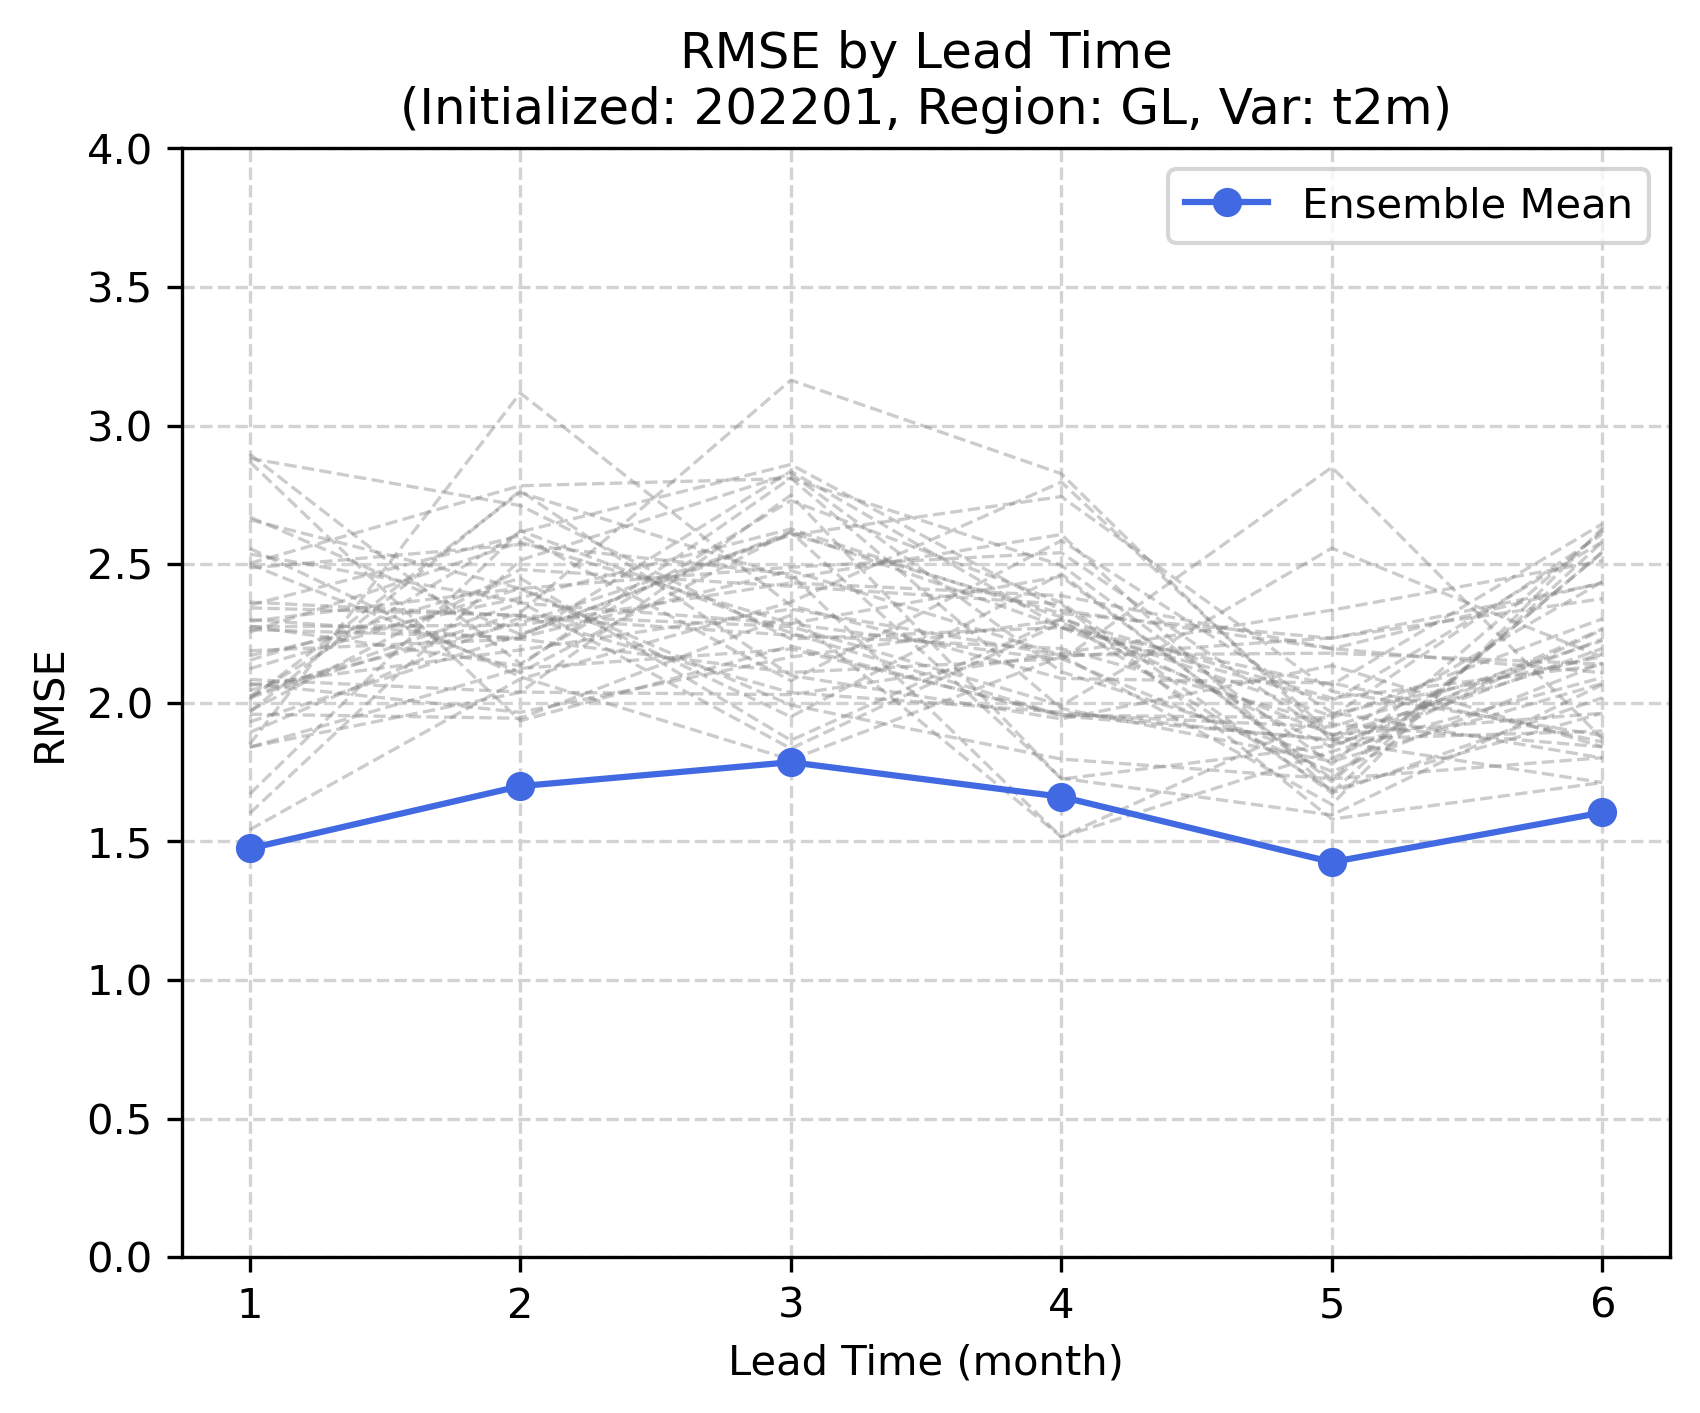 RMSE by Lead Time
(Initialized: 202201, Region: GL, Var: t2m)
Ensemble Mean
RMSE
4.0
3.5
3.0
2.5
2.0
1.5
1.0
0.5
0.0
1 2 3 4 5 6
Lead Time (month)